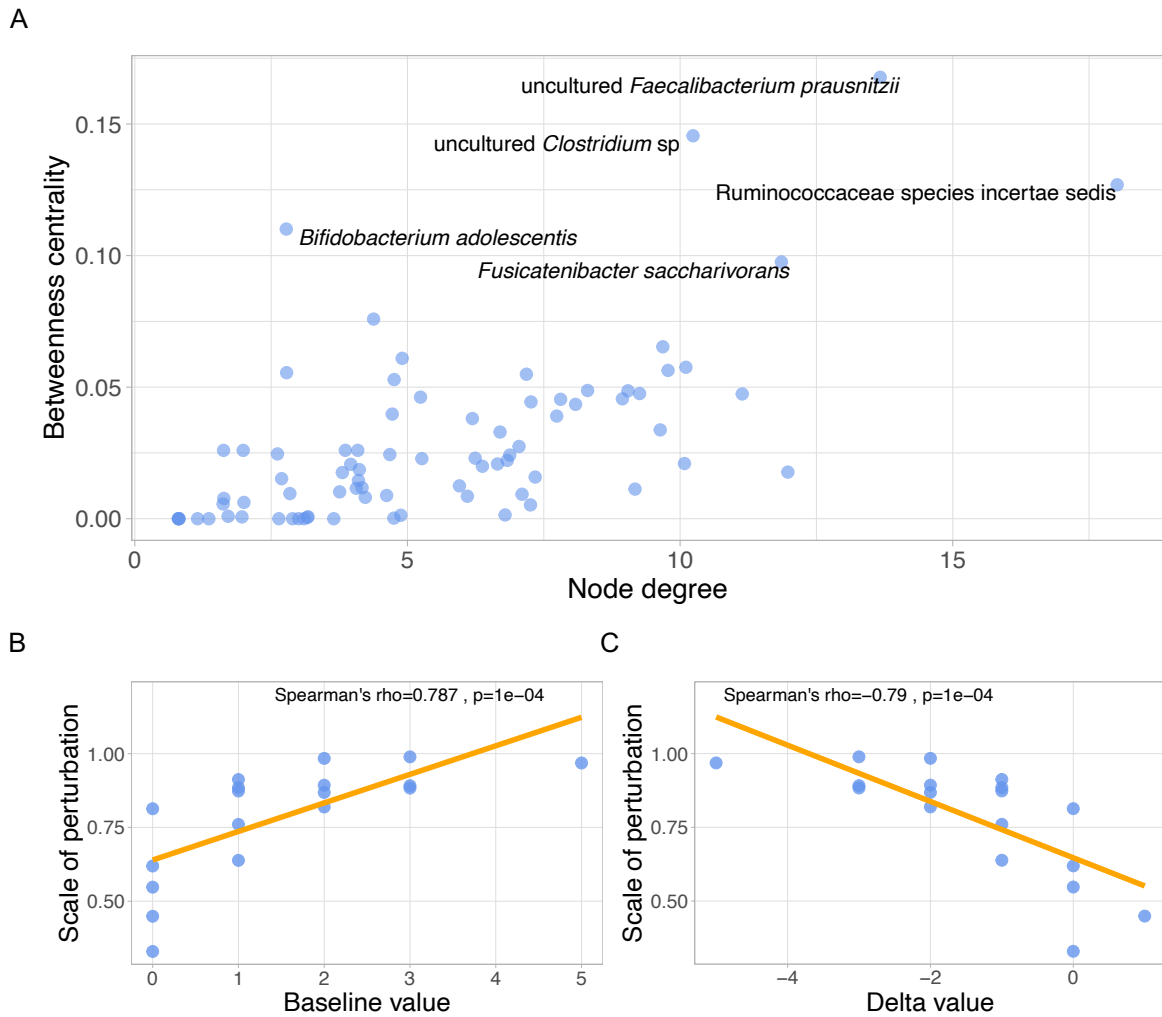 A
uncultured Faecalibacterium prausnitzii
uncultured Clostridium sp
Ruminococcaceae species incertae sedis
Bifidobacterium adolescentis
Fusicatenibacter saccharivorans
Betweenness centrality
0.15
0.10
0.05
0.00
0 5 10 15
Node degree
B
Spearman's rho=0.787 , p=1e−04
Scale of perturbation
1.00
0.75
0.50
0 1 2 3 4 5
Baseline value
C
Spearman's rho=−0.79 , p=1e−04
Scale of perturbation
1.00
0.75
0.50
−4 −2 0
Delta value